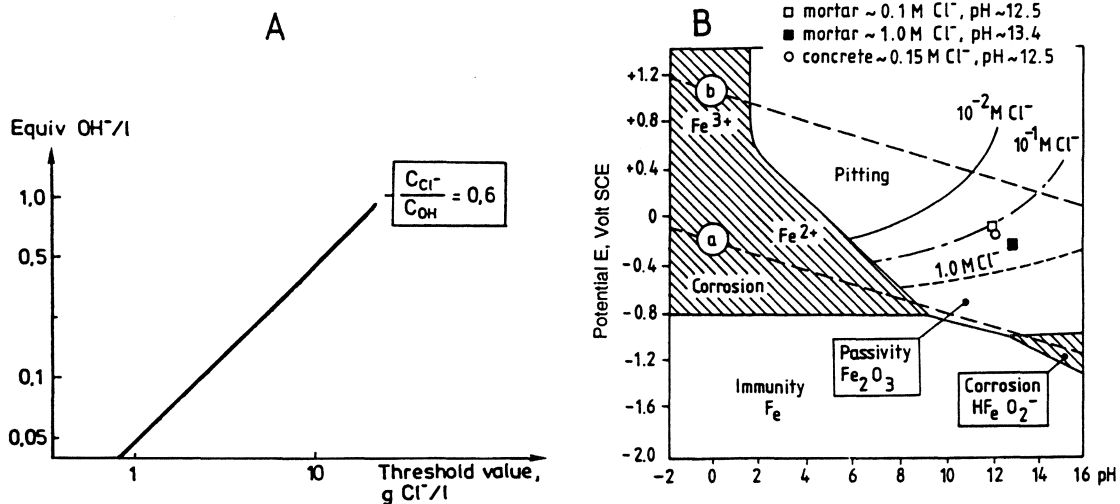 A
Equiv OH⁻/l
1,0
0,5
0,1
0,05
1
10
Threshold value,
g Cl⁻/l
C_Cl⁻ / C_OH = 0,6
B
□ mortar ~ 0.1 M Cl⁻, pH ~ 12.5
■ mortar ~ 1.0 M Cl⁻, pH ~ 13.4
○ concrete ~ 0.15 M Cl⁻, pH ~ 12.5
Potential E, Volt SCE
+1.2
+0.8
+0.4
0
-0.4
-0.8
-1.2
-1.6
-2.0
-2
0
2
4
6
8
10
12
14
16
pH
b
Fe³⁺
10⁻² M Cl⁻
10⁻¹ M Cl⁻
Pitting
a
Fe²⁺
1.0 M Cl⁻
Corrosion
Passivity
Fe₂O₃
Immunity
Fe
Corrosion
HFeO₂⁻